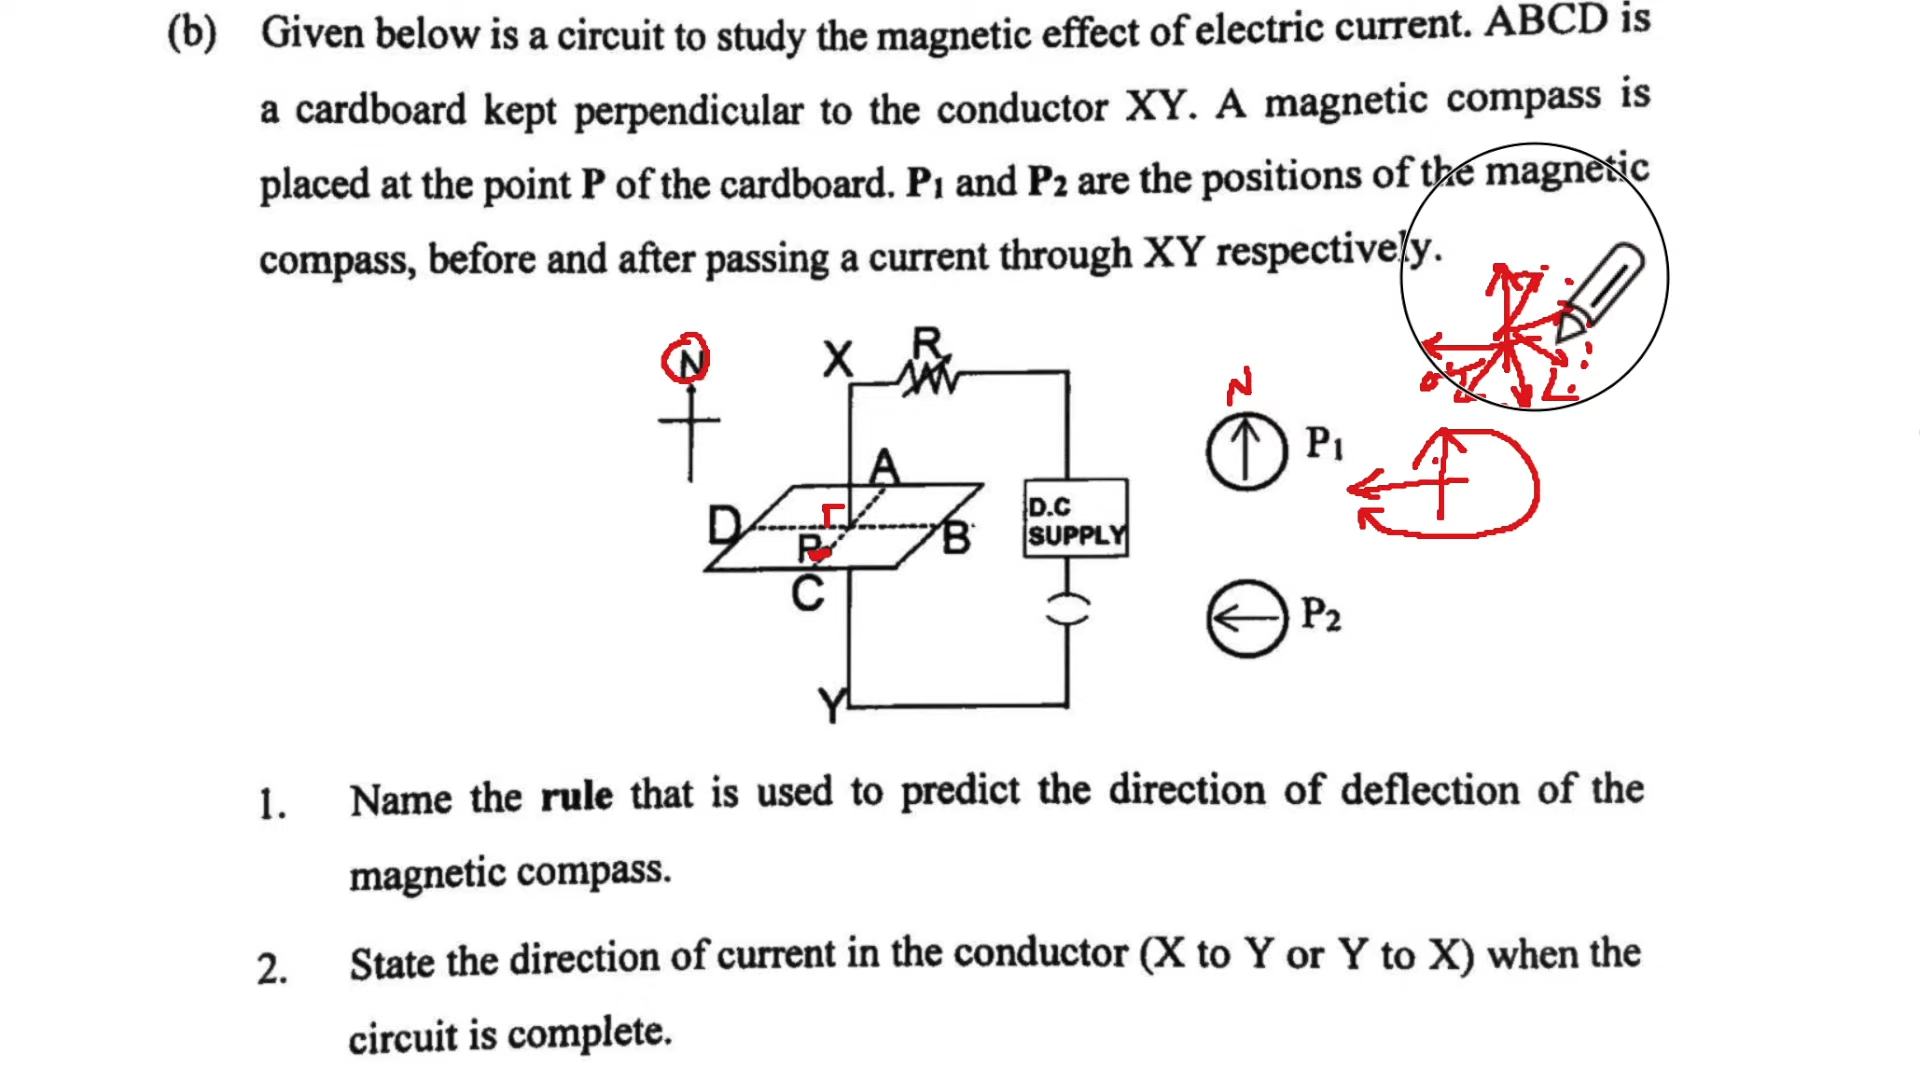 (b) Given below is a circuit to study the magnetic effect of electric current. ABCD is
a cardboard kept perpendicular to the conductor XY. A magnetic compass is
placed at the point P of the cardboard. P1 and P2 are the positions of the magnetic
compass, before and after passing a current through XY respectively.
N
X
R
N
P1
A
D
B
P
C
D.C
SUPPLY
P2
Y
1. Name the rule that is used to predict the direction of deflection of the
magnetic compass.
2. State the direction of current in the conductor (X to Y or Y to X) when the
circuit is complete.